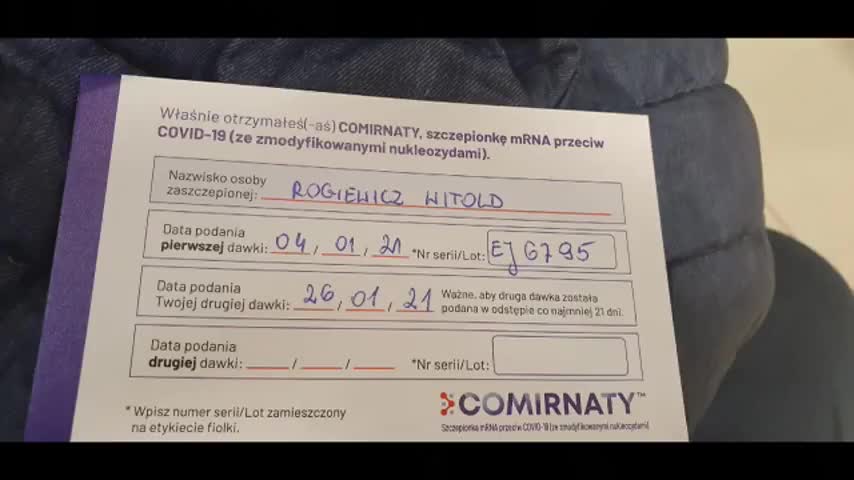 Właśnie otrzymałeś(-aś) COMIRNATY, szczepionkę mRNA przeciw
COVID-19 (ze zmodyfikowanymi nukleozydami).
Nazwisko osoby
zaszczepionej: ROGIEWICZ WITOLD
Data podania
pierwszej dawki: 04 / 01 / 21 *Nr serii/Lot: EJ6795
Data podania
Twojej drugiej dawki: 26 / 01 / 21 Ważne, aby druga dawka została
podana w odstępie co najmniej 21 dni.
Data podania
drugiej dawki: / / *Nr serii/Lot:
* Wpisz numer serii/Lot zamieszczony
na etykiecie fiolki.
COMIRNATY™
Szczepionka mRNA przeciw COVID-19 (ze zmodyfikowanymi nukleozydami)